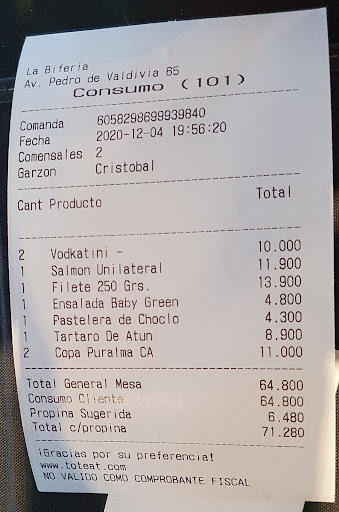 La Biferia
Av. Pedro de Valdivia 65
Consumo (101)
Comanda 6058298699939840
Fecha 2020-12-04 19:56:20
Comensales 2
Garzon Cristobal
Cant Producto Total
2 Vodkatini - 10.000
1 Salmon Unilateral 11.900
1 Filete 250 Grs. 13.900
1 Ensalada Baby Green 4.800
1 Pastelera de Choclo 4.300
1 Tartaro De Atun 8.900
2 Copa Puralma CA 11.000
Total General Mesa 64.800
Consumo Cliente 64.800
Propina Sugerida 6.480
Total c/propina 71.280
¡Gracias por su preferencia!
www.toteat.com
NO VALIDO COMO COMPROBANTE FISCAL